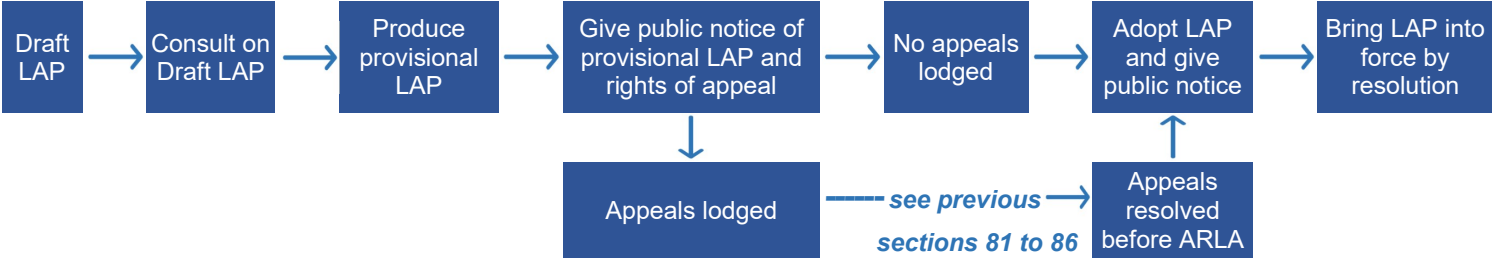 Draft
LAP
Consult on
Draft LAP
Produce
provisional
LAP
Give public notice of
provisional LAP and
rights of appeal
No appeals
lodged
Adopt LAP
and give
public notice
Bring LAP into
force by
resolution
Appeals lodged
see previous
sections 81 to 86
Appeals
resolved
before ARLA